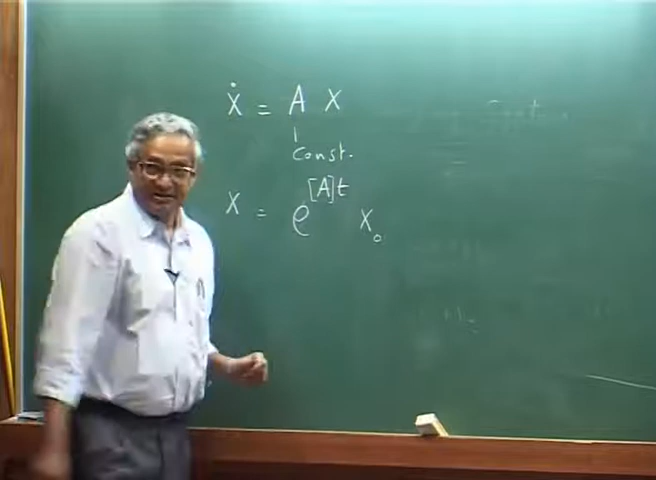 Ẋ = A X
Const.
X = e^[A]t X₀